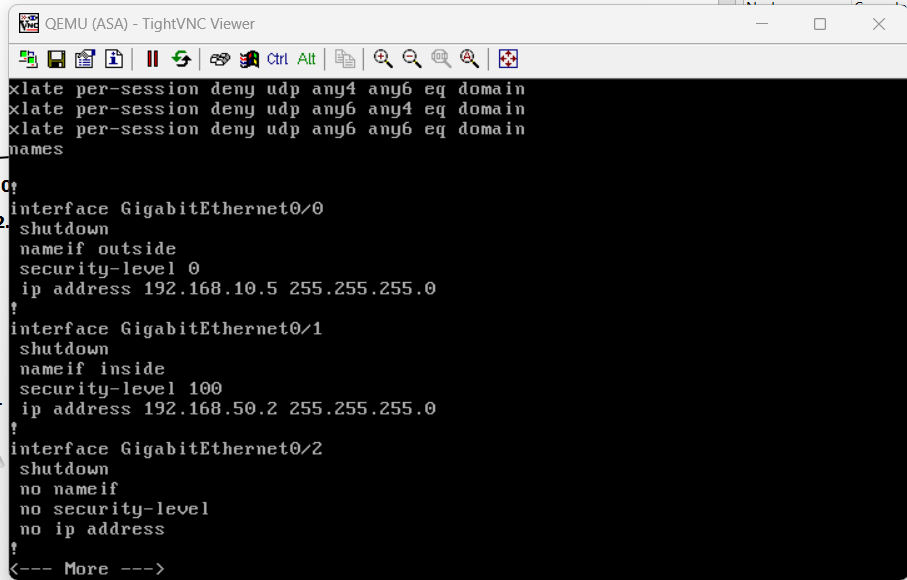 QEMU (ASA) - TightVNC Viewer
Ctrl Alt
xlate per-session deny udp any4 any6 eq domain
xlate per-session deny udp any6 any4 eq domain
xlate per-session deny udp any6 any6 eq domain
names
!
interface GigabitEthernet0/0
 shutdown
 nameif outside
 security-level 0
 ip address 192.168.10.5 255.255.255.0
!
interface GigabitEthernet0/1
 shutdown
 nameif inside
 security-level 100
 ip address 192.168.50.2 255.255.255.0
!
interface GigabitEthernet0/2
 shutdown
 no nameif
 no security-level
 no ip address
!
<--- More --->